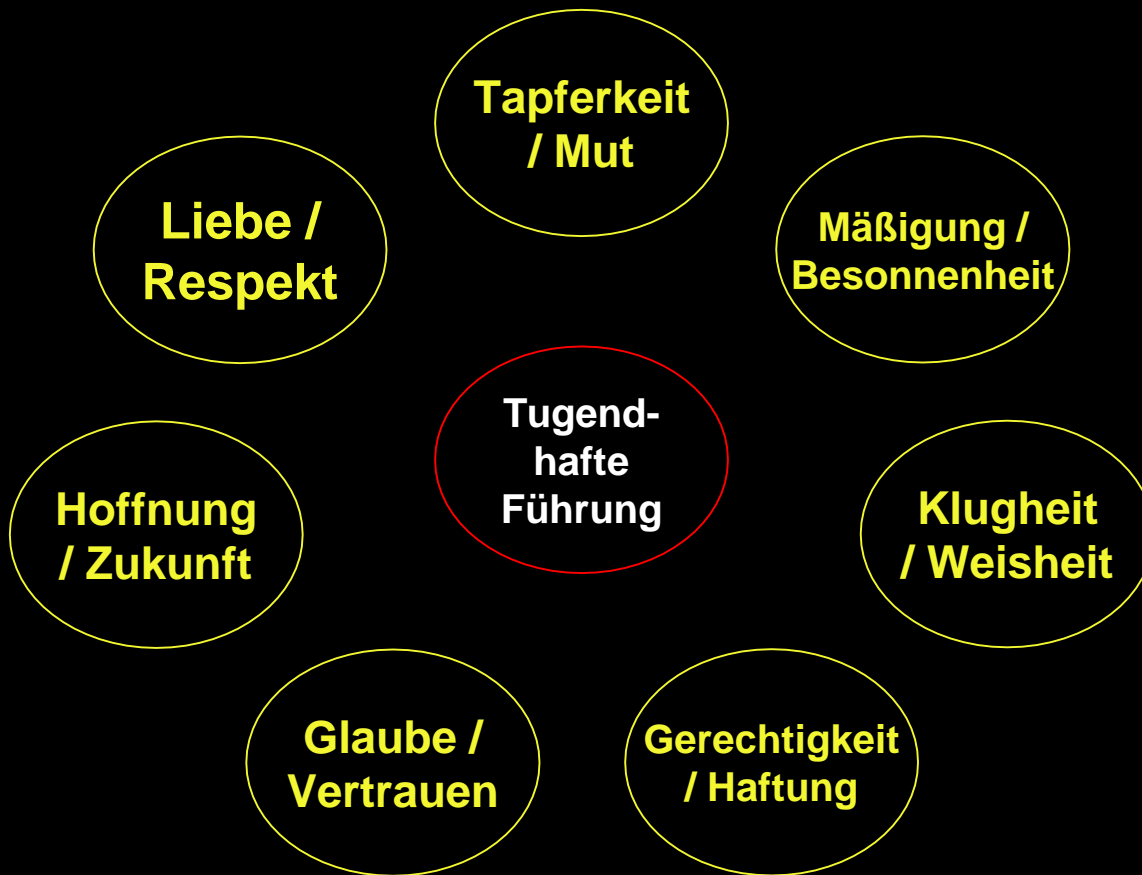 Tapferkeit
/ Mut
Liebe /
Respekt
Mäßigung /
Besonnenheit
Tugend-
hafte
Führung
Hoffnung
/ Zukunft
Klugheit
/ Weisheit
Glaube /
Vertrauen
Gerechtigkeit
/ Haftung